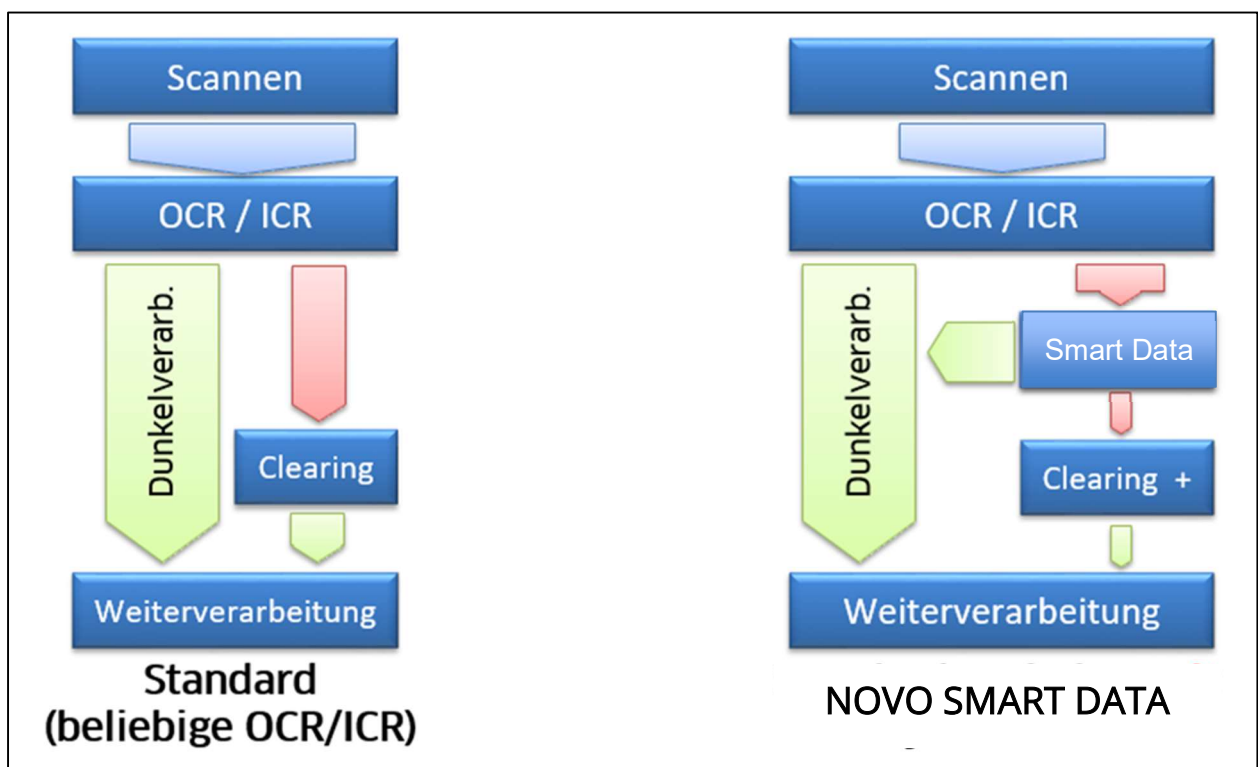 Scannen
OCR / ICR
Dunkelverarb.
Clearing
Weiterverarbeitung
Standard
(beliebige OCR/ICR)
Scannen
OCR / ICR
Dunkelverarb.
Smart Data
Clearing +
Weiterverarbeitung
NOVO SMART DATA